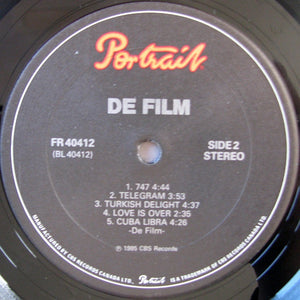 Portrait
DE FILM
FR 40412
(BL 40412)
SIDE 2
STEREO
1. 747 4:44
2. TELEGRAM 3:53
3. TURKISH DELIGHT 4:37
4. LOVE IS OVER 2:36
5. CUBA LIBRA 4:26
-De Film-
℗ 1985 CBS Records
MANUFACTURED BY CBS RECORDS CANADA LTD. Portrait IS A TRADEMARK OF CBS RECORDS CANADA LTD.